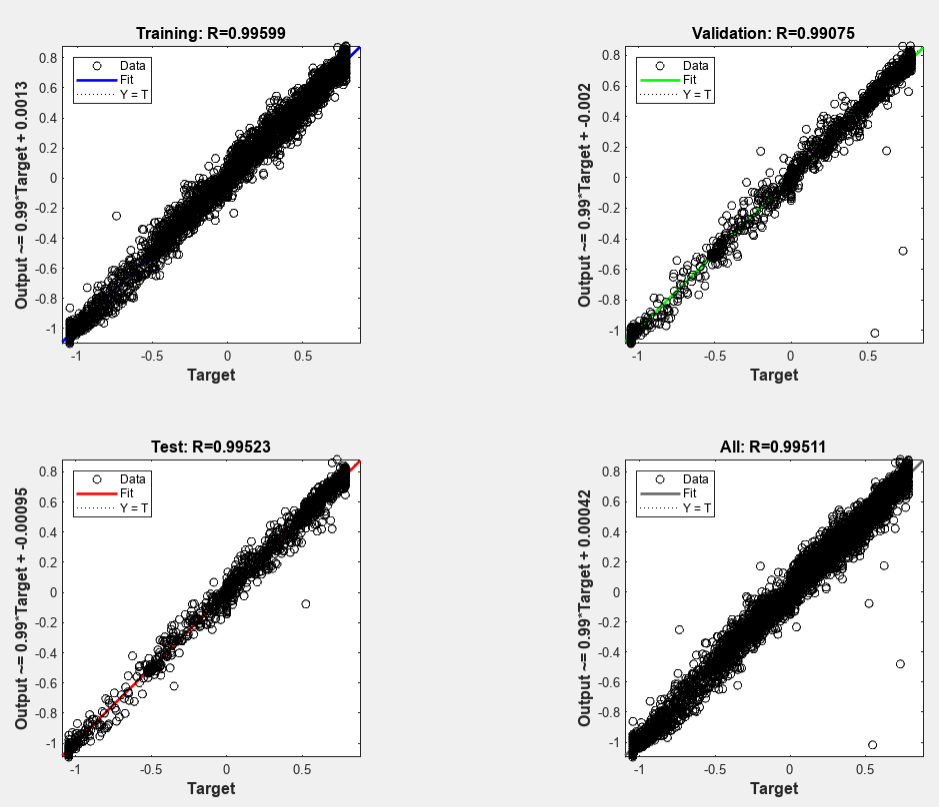 Training: R=0.99599
Output ~= 0.99*Target + 0.0013
0.8
0.6
0.4
0.2
0
-0.2
-0.4
-0.6
-0.8
-1
Data
Fit
Y = T
-1 -0.5 0 0.5
Target
Validation: R=0.99075
Output ~= 0.99*Target + -0.002
0.8
0.6
0.4
0.2
0
-0.2
-0.4
-0.6
-0.8
-1
Data
Fit
Y = T
-1 -0.5 0 0.5
Target
Test: R=0.99523
Output ~= 0.99*Target + -0.00095
0.8
0.6
0.4
0.2
0
-0.2
-0.4
-0.6
-0.8
-1
Data
Fit
Y = T
-1 -0.5 0 0.5
Target
All: R=0.99511
Output ~= 0.99*Target + 0.00042
0.8
0.6
0.4
0.2
0
-0.2
-0.4
-0.6
-0.8
-1
Data
Fit
Y = T
-1 -0.5 0 0.5
Target